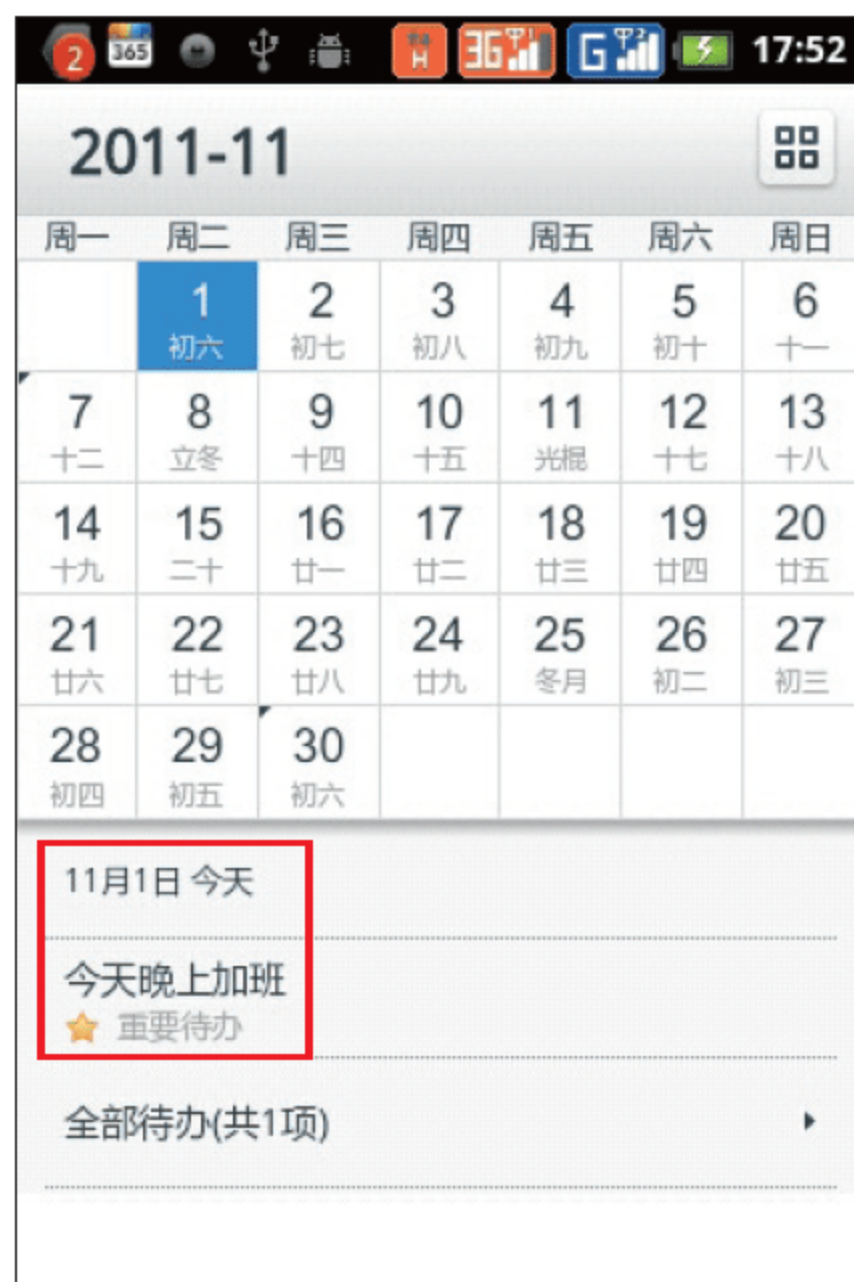 2 365 H 3G 1 G 2 17:52
2011-11
周一 周二 周三 周四 周五 周六 周日
1 2 3 4 5 6
初六 初七 初八 初九 初十 十一
7 8 9 10 11 12 13
十二 立冬 十四 十五 光棍 十七 十八
14 15 16 17 18 19 20
十九 二十 廿一 廿二 廿三 廿四 廿五
21 22 23 24 25 26 27
廿六 廿七 廿八 廿九 冬月 初二 初三
28 29 30
初四 初五 初六
11月1日 今天
今天晚上加班
重要待办
全部待办(共1项)